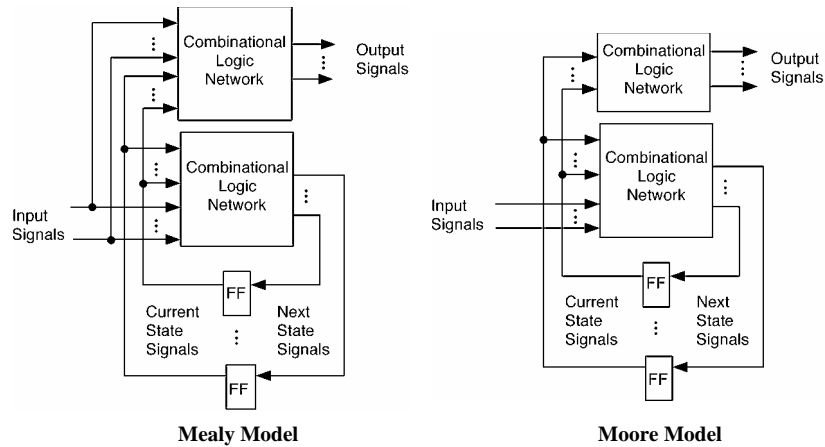 Combinational
Logic
Network
Output
Signals
Combinational
Logic
Network
Input
Signals
FF
Current
State
Signals
Next
State
Signals
FF
Mealy Model
Combinational
Logic
Network
Output
Signals
Combinational
Logic
Network
Input
Signals
FF
Current
State
Signals
Next
State
Signals
FF
Moore Model